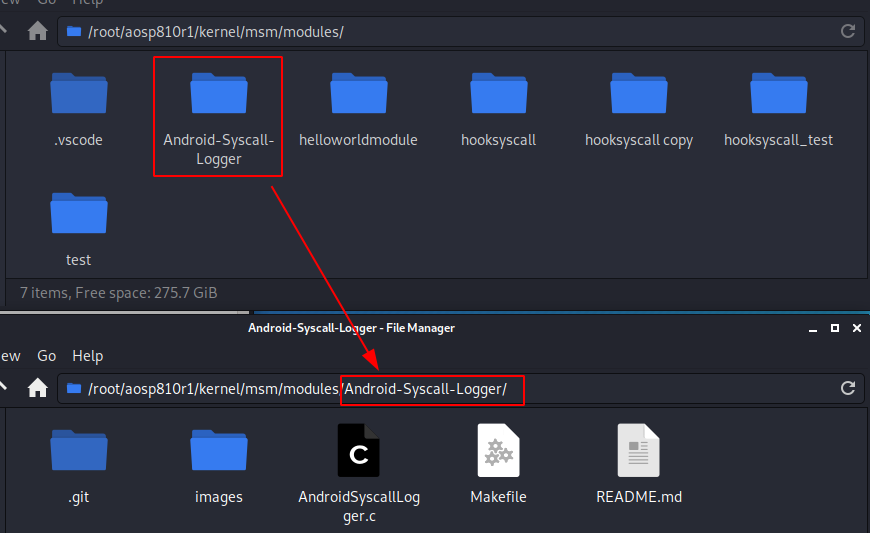 ew Go Help
/root/aosp810r1/kernel/msm/modules/
.vscode
Android-Syscall-
Logger
helloworldmodule
hooksyscall
hooksyscall copy
hooksyscall_test
test
7 items, Free space: 275.7 GiB
Android-Syscall-Logger - File Manager
ew Go Help
/root/aosp810r1/kernel/msm/modules/Android-Syscall-Logger/
.git
images
C
AndroidSyscallLog
ger.c
Makefile
README.md